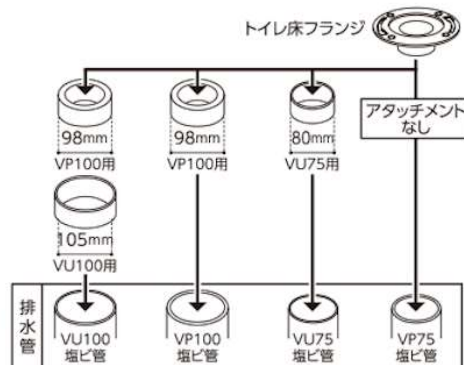 トイレ床フランジ
アタッチメント
なし
98mm
VP100用
98mm
VP100用
80mm
VU75用
105mm
VU100用
排水管
VU100
塩ビ管
VP100
塩ビ管
VU75
塩ビ管
VP75
塩ビ管